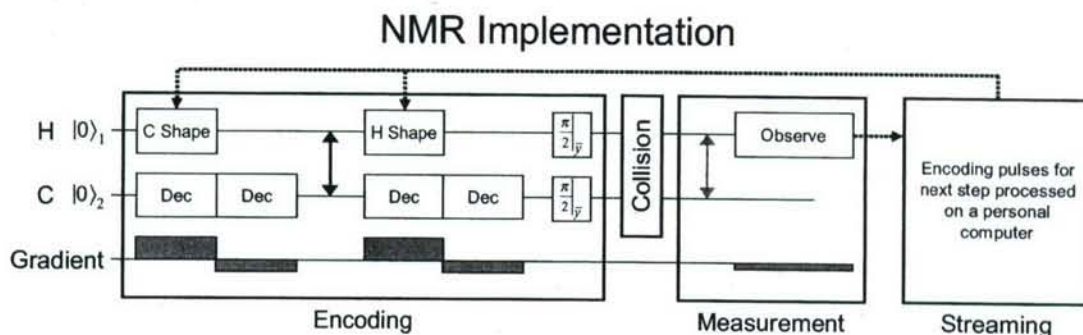 NMR Implementation
H |0⟩₁ C Shape H Shape π/2|ȳ Observe
C |0⟩₂ Dec Dec Dec Dec π/2|ȳ
Collision
Gradient
Encoding pulses for
next step processed
on a personal
computer
Encoding Measurement Streaming